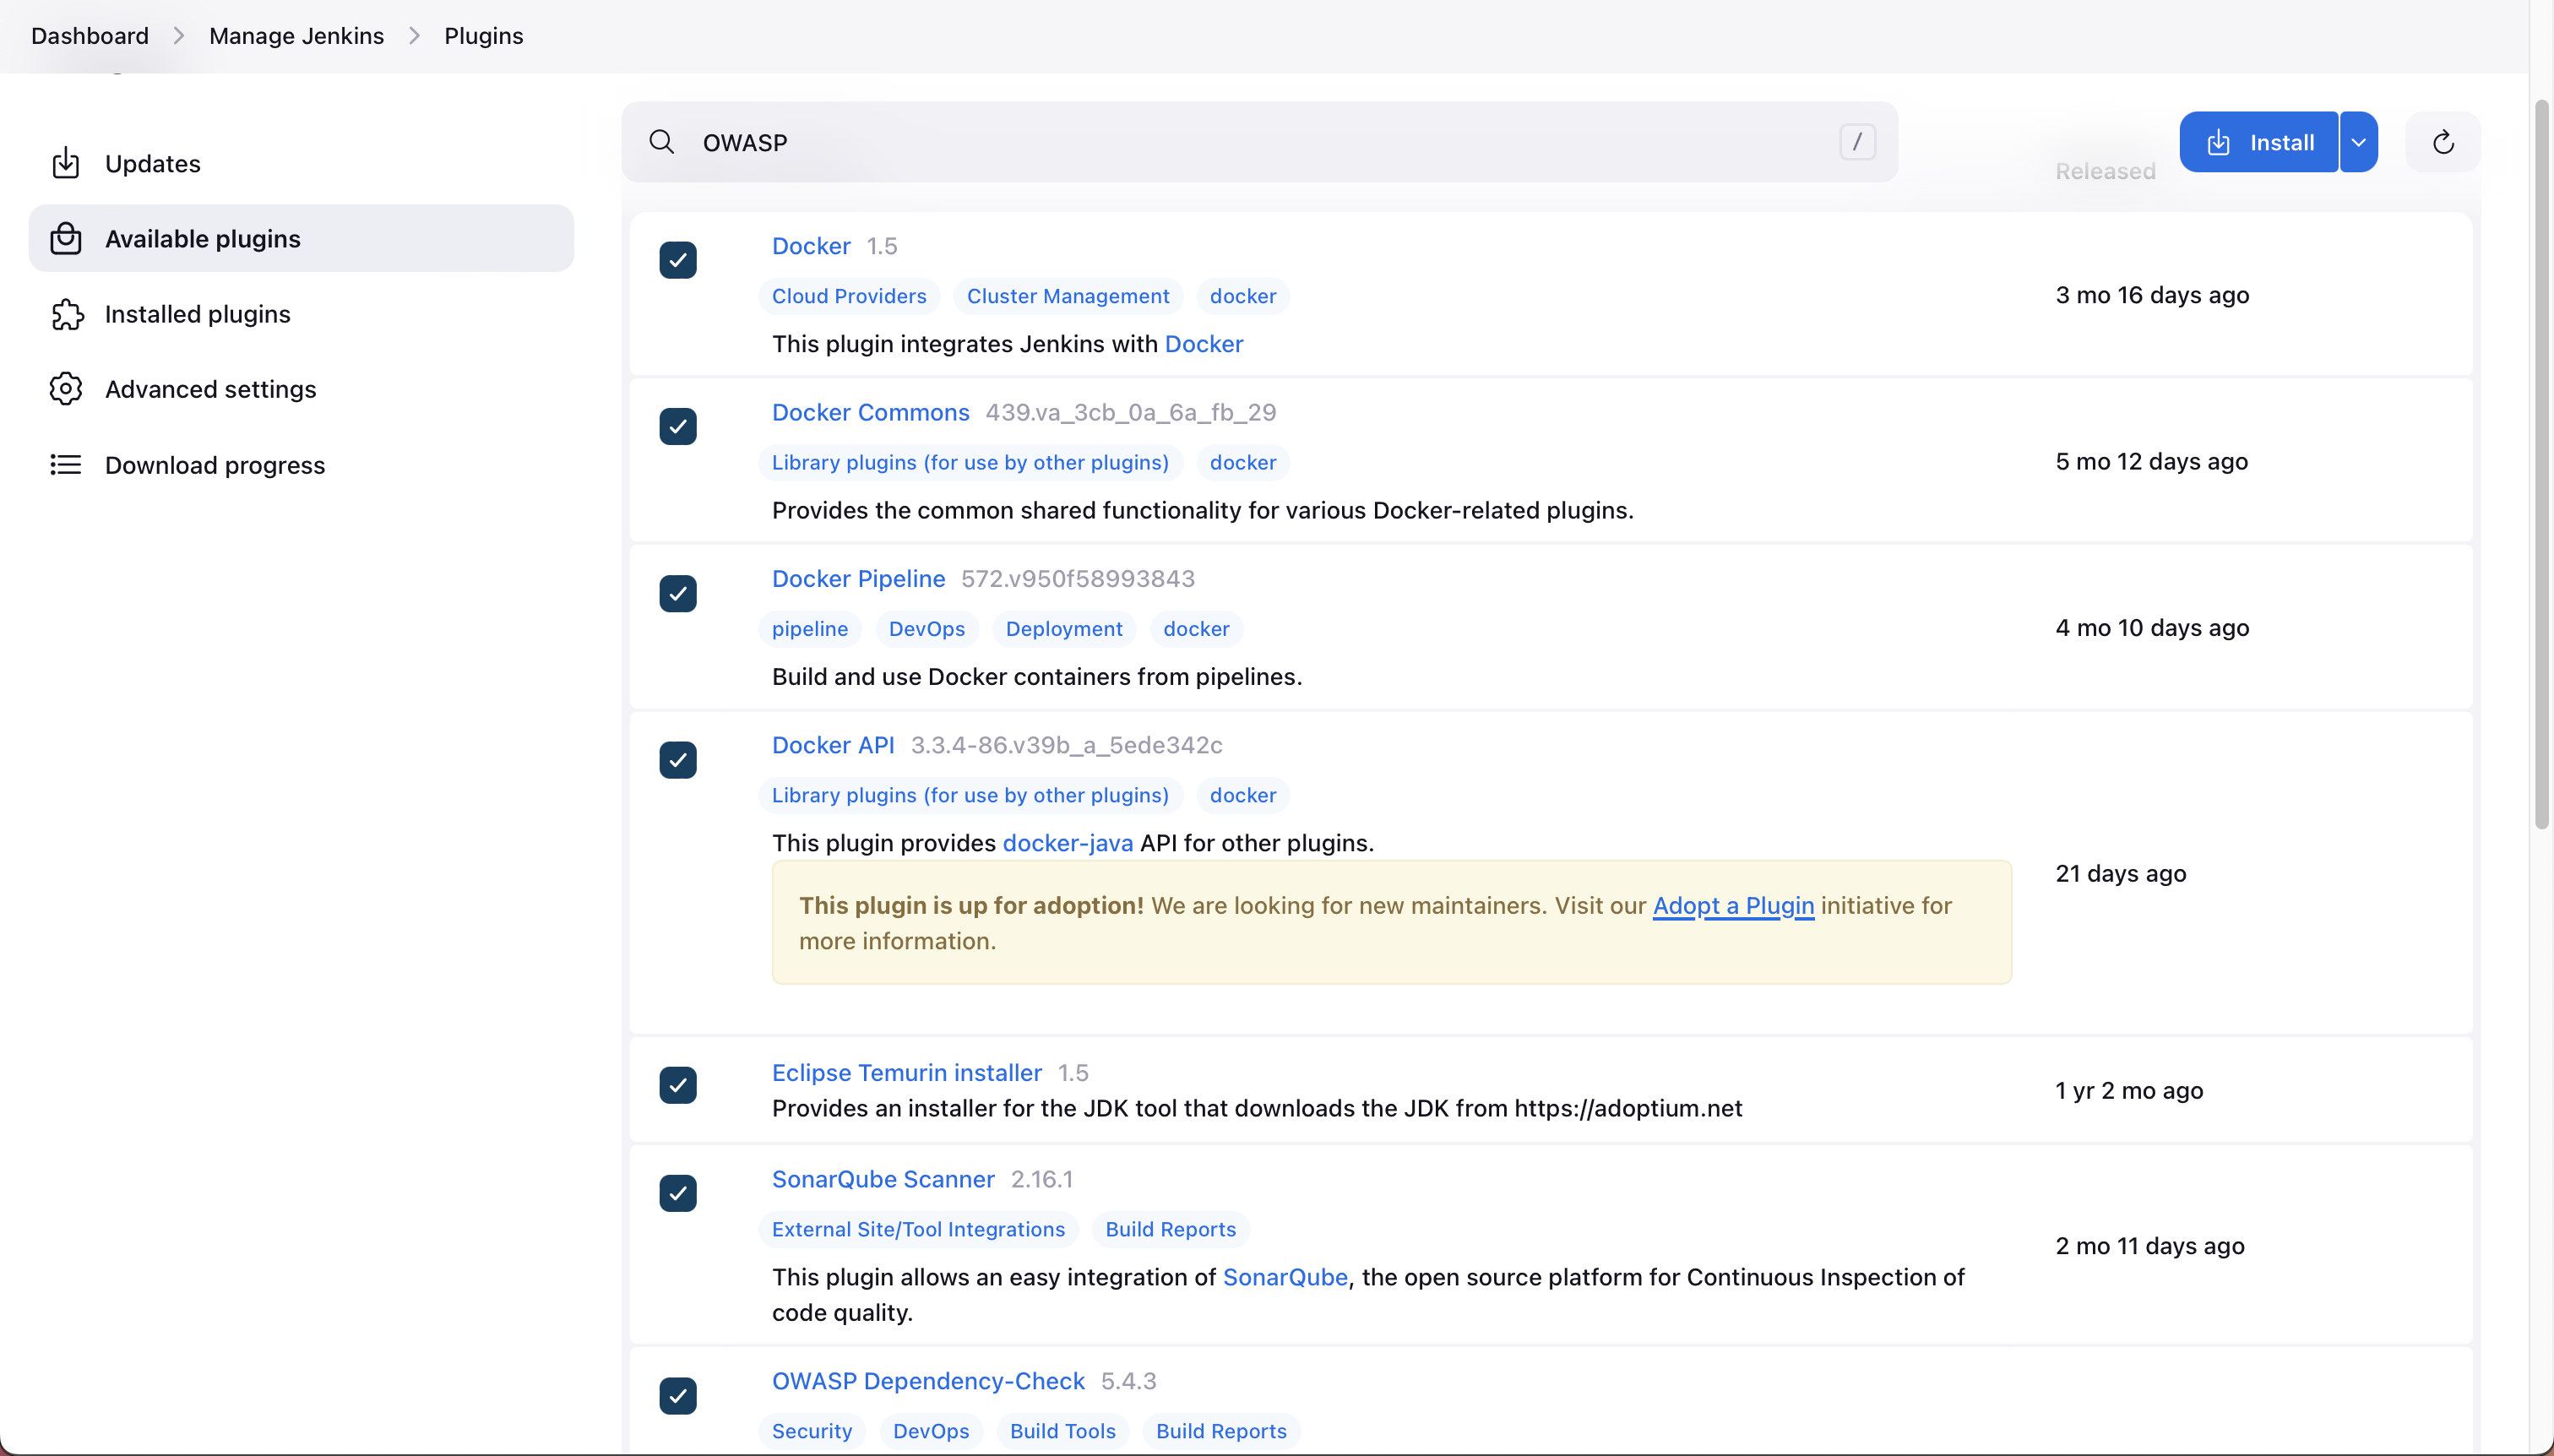 Dashboard
Manage Jenkins
Plugins
Updates
Available plugins
Installed plugins
Advanced settings
Download progress
OWASP
/
Released
Install
Docker 1.5
Cloud Providers Cluster Management docker
This plugin integrates Jenkins with Docker
3 mo 16 days ago
Docker Commons 439.va_3cb_0a_6a_fb_29
Library plugins (for use by other plugins) docker
Provides the common shared functionality for various Docker-related plugins.
5 mo 12 days ago
Docker Pipeline 572.v950f58993843
pipeline DevOps Deployment docker
Build and use Docker containers from pipelines.
4 mo 10 days ago
Docker API 3.3.4-86.v39b_a_5ede342c
Library plugins (for use by other plugins) docker
This plugin provides docker-java API for other plugins.
This plugin is up for adoption! We are looking for new maintainers. Visit our Adopt a Plugin initiative for
more information.
21 days ago
Eclipse Temurin installer 1.5
Provides an installer for the JDK tool that downloads the JDK from https://adoptium.net
1 yr 2 mo ago
SonarQube Scanner 2.16.1
External Site/Tool Integrations Build Reports
This plugin allows an easy integration of SonarQube, the open source platform for Continuous Inspection of
code quality.
2 mo 11 days ago
OWASP Dependency-Check 5.4.3
Security DevOps Build Tools Build Reports